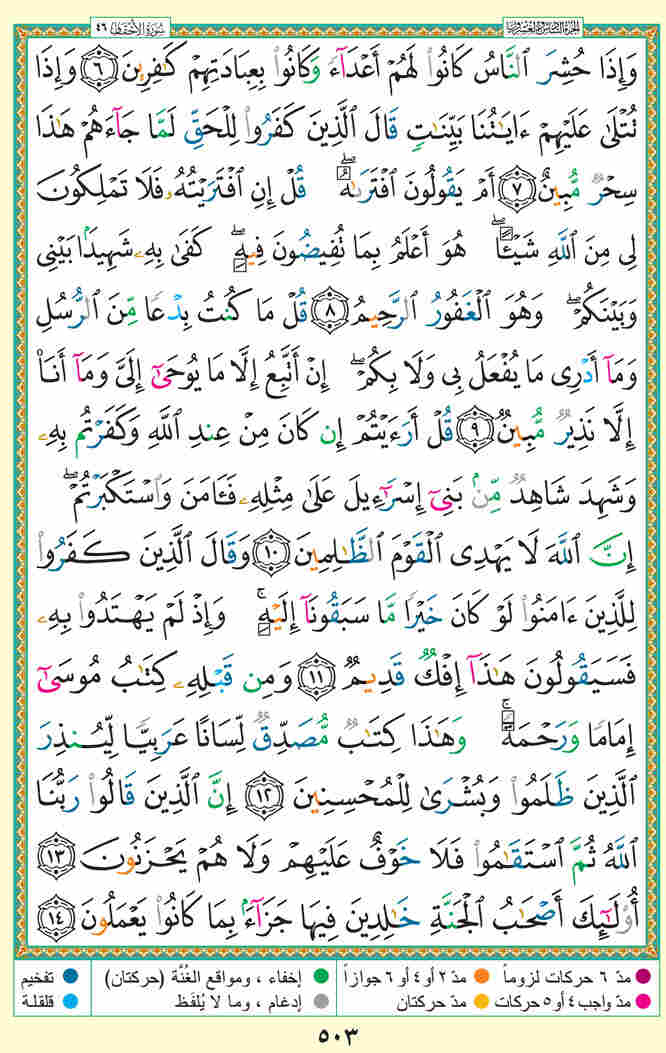 الجزء السادس والعشرون
سورة الأحقاف ٤٦
وَإِذَا حُشِرَ ٱلنَّاسُ كَانُوا۟ لَهُمْ أَعْدَآءً وَكَانُوا۟ بِعِبَادَتِهِمْ كَـٰفِرِينَ ٦ وَإِذَا
تُتْلَىٰ عَلَيْهِمْ ءَايَـٰتُنَا بَيِّنَـٰتٍ قَالَ ٱلَّذِينَ كَفَرُوا۟ لِلْحَقِّ لَمَّا جَآءَهُمْ هَـٰذَا
سِحْرٌ مُّبِينٌ ٧ أَمْ يَقُولُونَ ٱفْتَرَىٰهُ ۖ قُلْ إِنِ ٱفْتَرَيْتُهُۥ فَلَا تَمْلِكُونَ
لِى مِنَ ٱللَّهِ شَيْـًٔا ۖ هُوَ أَعْلَمُ بِمَا تُفِيضُونَ فِيهِ ۖ كَفَىٰ بِهِۦ شَهِيدًۢا بَيْنِى
وَبَيْنَكُمْ ۖ وَهُوَ ٱلْغَفُورُ ٱلرَّحِيمُ ٨ قُلْ مَا كُنتُ بِدْعًا مِّنَ ٱلرُّسُلِ
وَمَآ أَدْرِى مَا يُفْعَلُ بِى وَلَا بِكُمْ ۖ إِنْ أَتَّبِعُ إِلَّا مَا يُوحَىٰٓ إِلَىَّ وَمَآ أَنَا۠
إِلَّا نَذِيرٌ مُّبِينٌ ٩ قُلْ أَرَءَيْتُمْ إِن كَانَ مِنْ عِندِ ٱللَّهِ وَكَفَرْتُم بِهِۦ
وَشَهِدَ شَاهِدٌ مِّنۢ بَنِىٓ إِسْرَٰٓءِيلَ عَلَىٰ مِثْلِهِۦ فَـَٔامَنَ وَٱسْتَكْبَرْتُمْ ۖ
إِنَّ ٱللَّهَ لَا يَهْدِى ٱلْقَوْمَ ٱلظَّـٰلِمِينَ ١٠ وَقَالَ ٱلَّذِينَ كَفَرُوا۟
لِلَّذِينَ ءَامَنُوا۟ لَوْ كَانَ خَيْرًا مَّا سَبَقُونَآ إِلَيْهِ ۚ وَإِذْ لَمْ يَهْتَدُوا۟ بِهِۦ
فَسَيَقُولُونَ هَـٰذَآ إِفْكٌ قَدِيمٌ ١١ وَمِن قَبْلِهِۦ كِتَـٰبُ مُوسَىٰٓ
إِمَامًا وَرَحْمَةً ۚ وَهَـٰذَا كِتَـٰبٌ مُّصَدِّقٌ لِّسَانًا عَرَبِيًّا لِّيُنذِرَ
ٱلَّذِينَ ظَلَمُوا۟ وَبُشْرَىٰ لِلْمُحْسِنِينَ ١٢ إِنَّ ٱلَّذِينَ قَالُوا۟ رَبُّنَا
ٱللَّهُ ثُمَّ ٱسْتَقَـٰمُوا۟ فَلَا خَوْفٌ عَلَيْهِمْ وَلَا هُمْ يَحْزَنُونَ ١٣
أُو۟لَـٰٓئِكَ أَصْحَـٰبُ ٱلْجَنَّةِ خَـٰلِدِينَ فِيهَا جَزَآءًۢ بِمَا كَانُوا۟ يَعْمَلُونَ ١٤
مدّ ٦ حركات لزوماً
مدّ ٢ أو ٤ أو ٦ جوازاً
إخفاء ، ومواقع الغُنَّة (حركتان)
تفخيم
مدّ واجب ٤ أو ٥ حركات
مدّ حركتان
إدغام ، وما لا يُلفَظ
قلقلة
٥٠٣